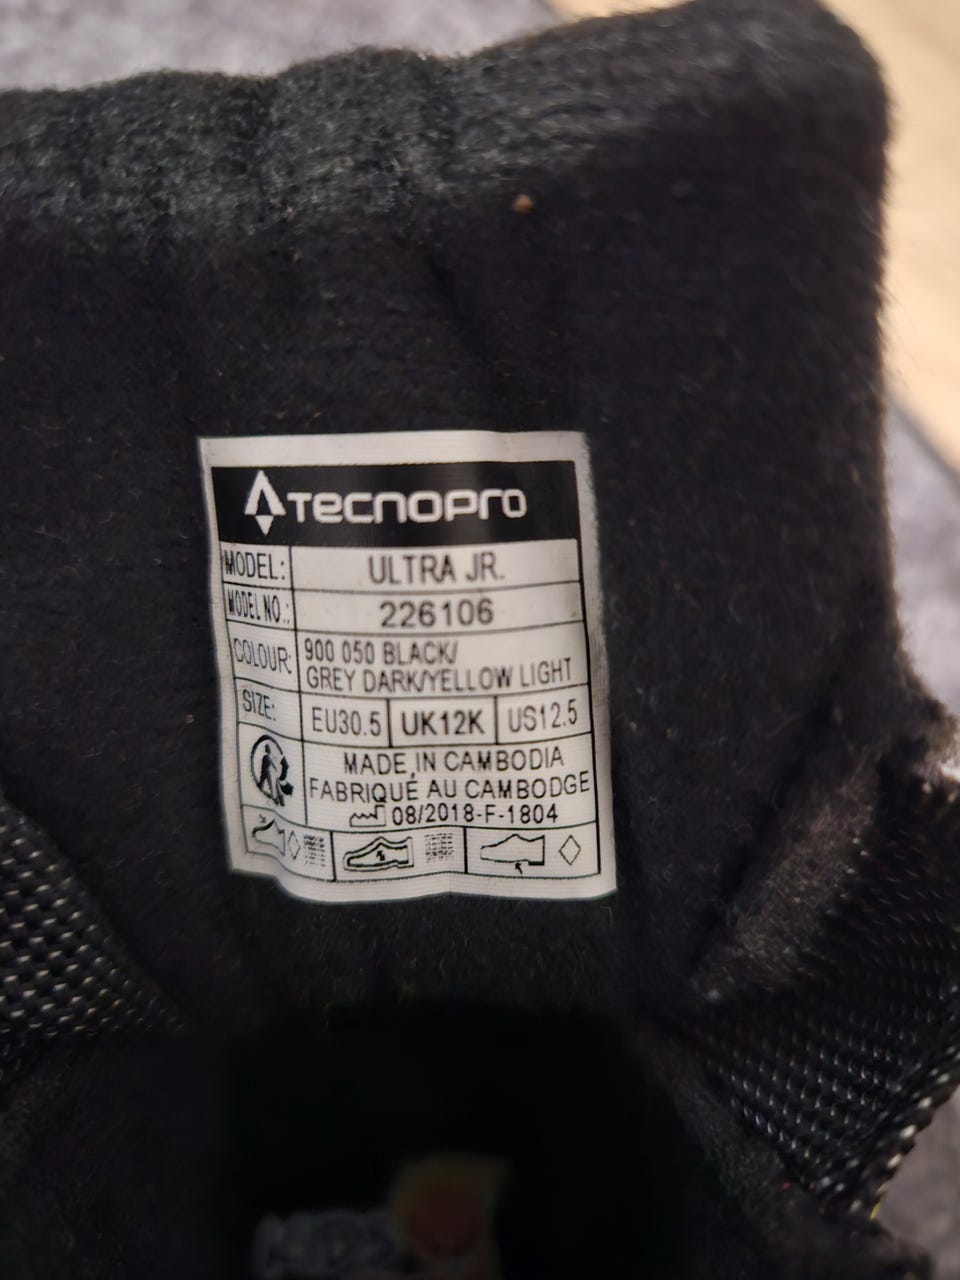 TECNOPRO
MODEL: ULTRA JR.
MODEL NO.: 226106
COLOUR: 900 050 BLACK/
GREY DARK/YELLOW LIGHT
SIZE: EU30.5 UK12K US12.5
MADE IN CAMBODIA
FABRIQUÉ AU CAMBODGE
08/2018-F-1804